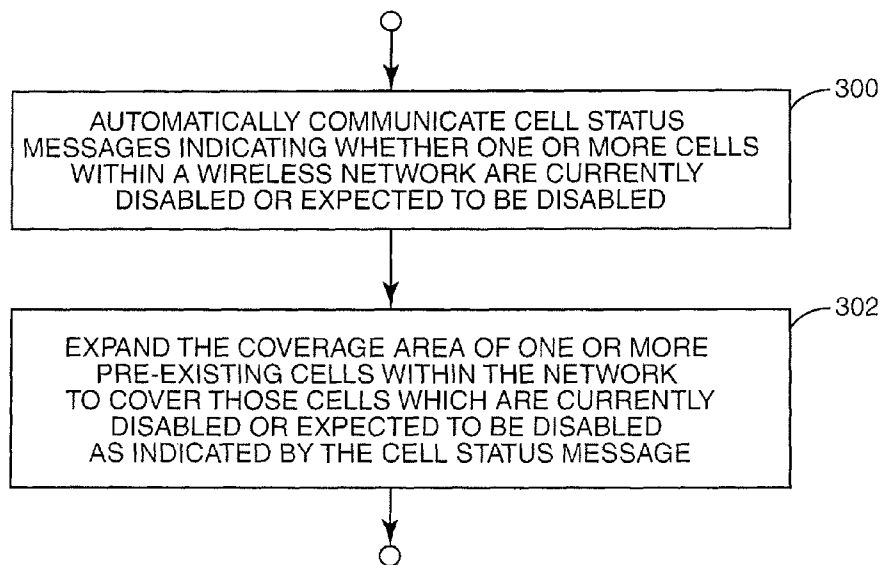 300
AUTOMATICALLY COMMUNICATE CELL STATUS
MESSAGES INDICATING WHETHER ONE OR MORE CELLS
WITHIN A WIRELESS NETWORK ARE CURRENTLY
DISABLED OR EXPECTED TO BE DISABLED
302
EXPAND THE COVERAGE AREA OF ONE OR MORE
PRE-EXISTING CELLS WITHIN THE NETWORK
TO COVER THOSE CELLS WHICH ARE CURRENTLY
DISABLED OR EXPECTED TO BE DISABLED
AS INDICATED BY THE CELL STATUS MESSAGE